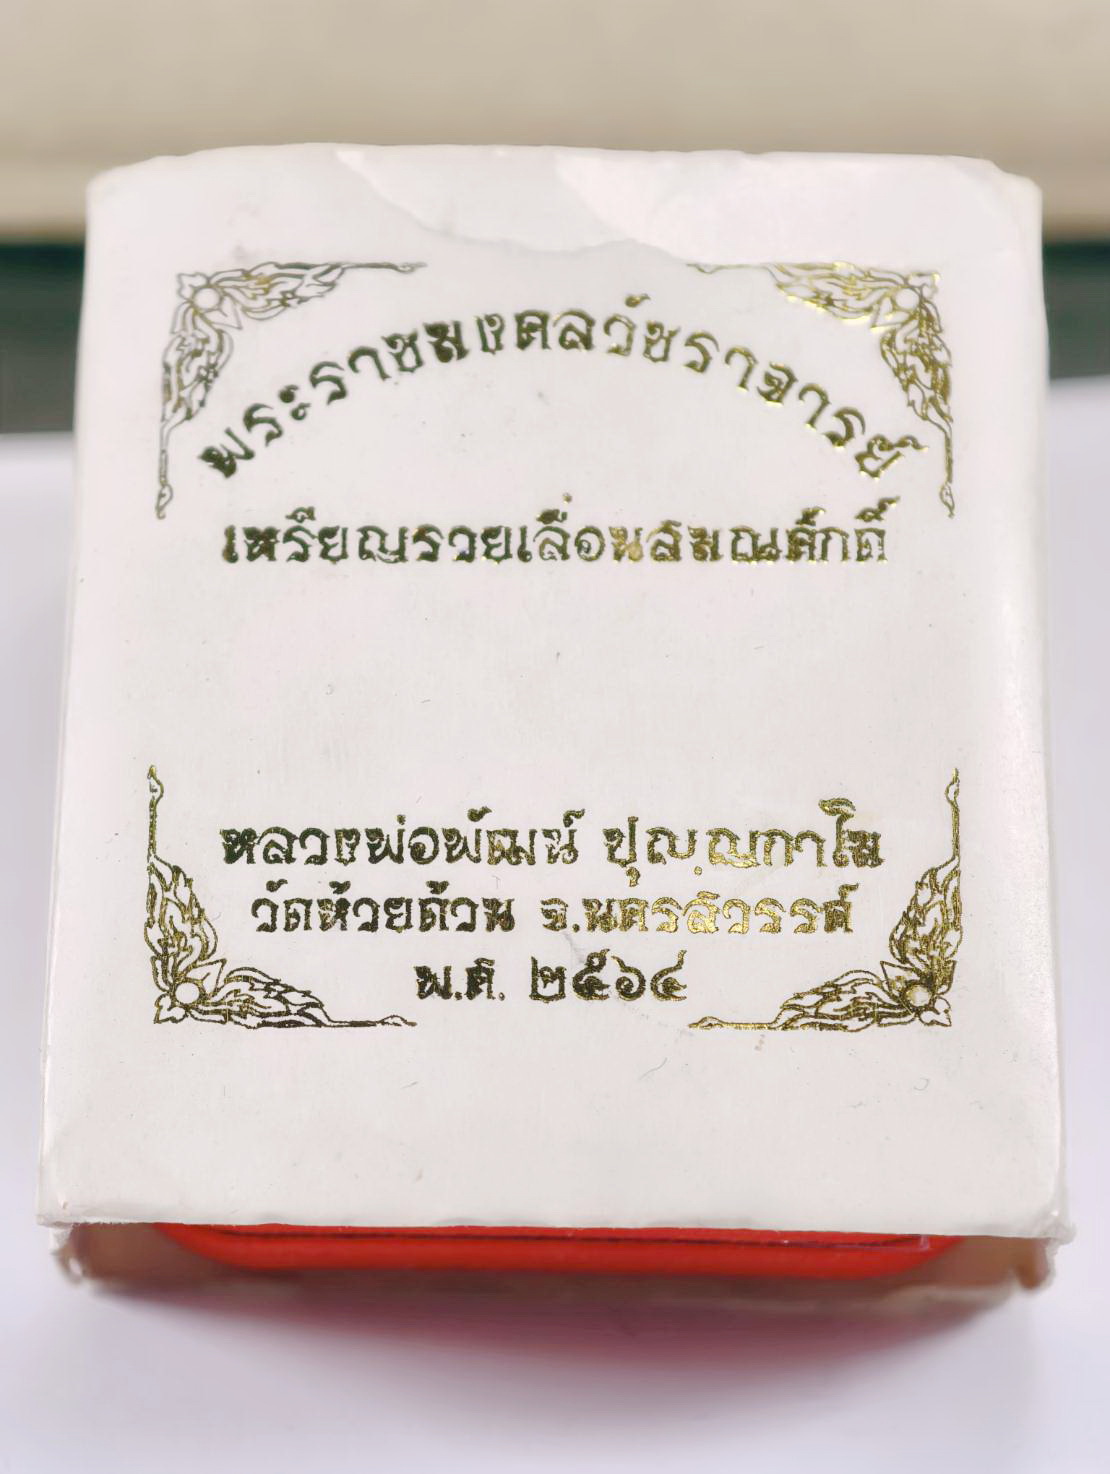 พระราชมงคลวัชราจารย์
เหรียญรวยเลื่อนสมณศักดิ์
หลวงพ่อพัฒน์ ปุญฺญกาโม
วัดห้วยด้วน จ.นครสวรรค์
พ.ศ. ๒๕๖๔